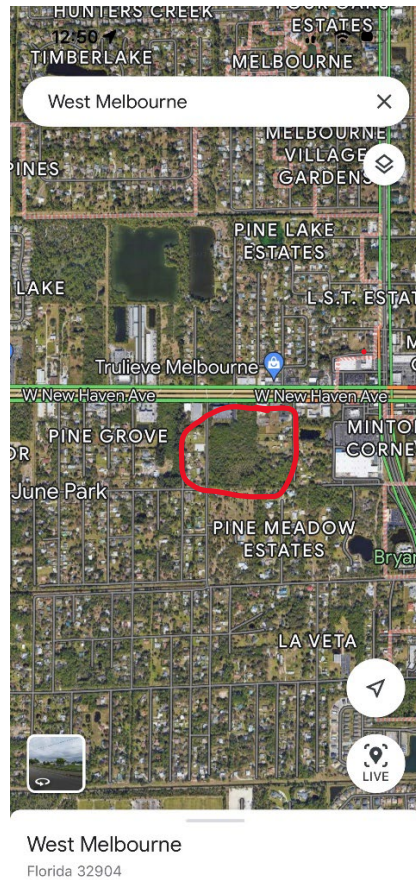 HUNTERS CREEK
ESTATES
12:50
TIMBERLAKE
MELBOURNE
West Melbourne
MELBOURNE
VILLAGE
GARDENS
PINES
PINE LAKE
ESTATES
LAKE
L.S.T. ESTAT
Trulieve Melbourne
W New Haven Ave
W New Haven Ave
PINE GROVE
MINTO
CORNE
OR
June Park
PINE MEADOW
ESTATES
Bryan
LA VETA
LIVE
West Melbourne
Florida 32904